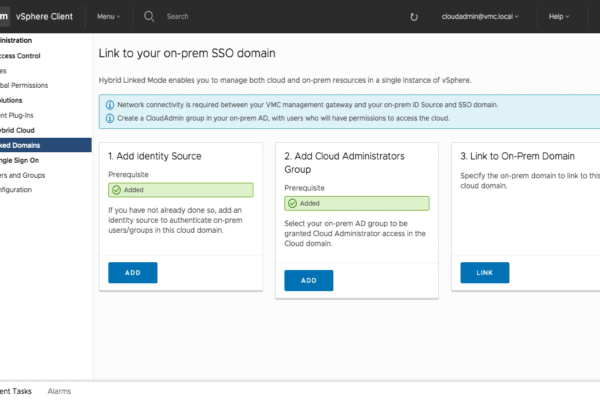 vSphere Client
Menu
Search
cloudadmin@vmc.local
Help
Link to your on-prem SSO domain
Hybrid Linked Mode enables you to manage both cloud and on-prem resources in a single instance of vSphere.
Network connectivity is required between your VMC management gateway and your on-prem ID Source and SSO domain.
Create a CloudAdmin group in your on-prem AD, with users who will have permissions to access the cloud.
ministration
ccess Control
es
bal Permissions
olutions
ent Plug-Ins
brid Cloud
ked Domains
ngle Sign On
ers and Groups
nfiguration
1. Add Identity Source
Prerequisite
Added
If you have not already done so, add an
identity source to authenticate on-prem
users/groups in this cloud domain.
ADD
2. Add Cloud Administrators
Group
Prerequisite
Added
Select your on-prem AD group to be
granted Cloud Administrator access in the
Cloud domain.
ADD
3. Link to On-Prem Domain
Specify the on-prem domain to link to this
cloud domain.
LINK
ent Tasks
Alarms